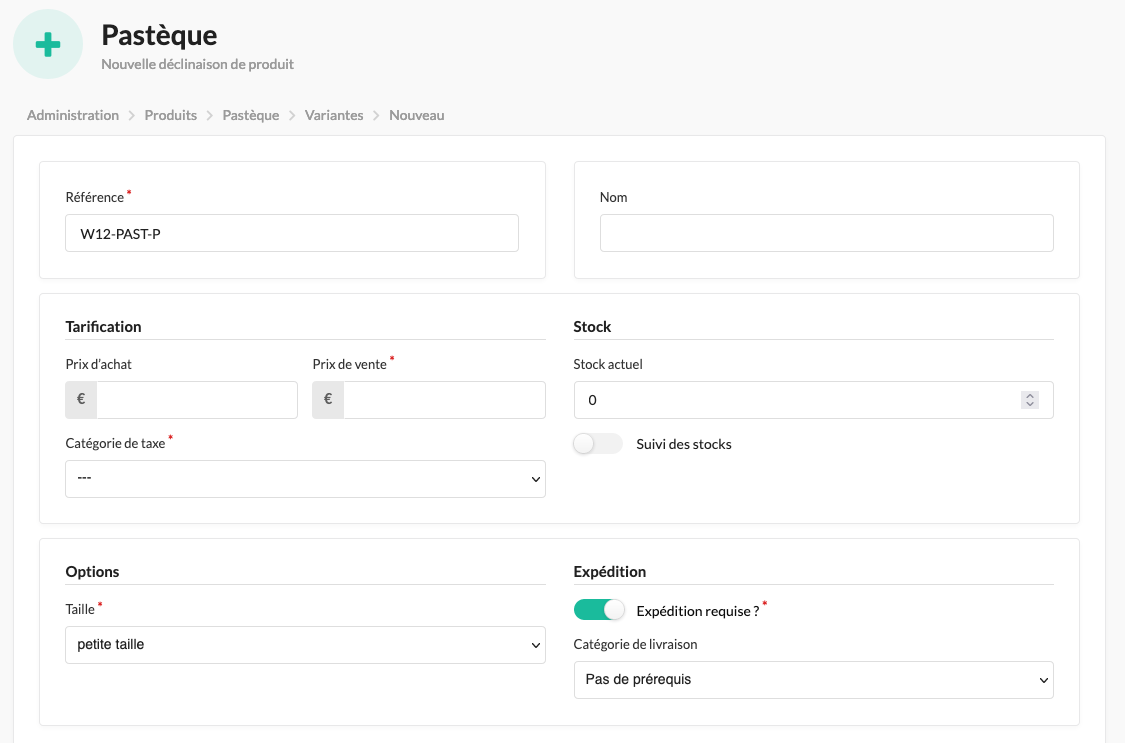 Pastèque
Nouvelle déclinaison de produit
Administration > Produits > Pastèque > Variantes > Nouveau
Référence *
W12-PAST-P
Nom
Tarification
Prix d'achat
€
Prix de vente *
€
Catégorie de taxe *
---
Stock
Stock actuel
0
Suivi des stocks
Options
Taille *
petite taille
Expédition
Expédition requise ? *
Catégorie de livraison
Pas de prérequis